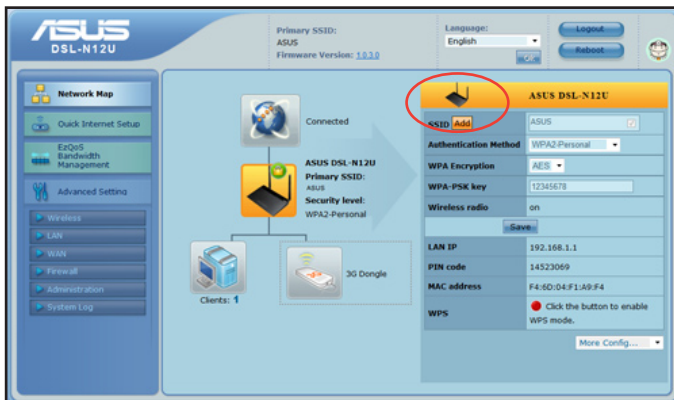 ASUS
DSL-N12U
Primary SSID:
ASUS
Firmware Version: 1.0.3.0
Language:
English
Logout
Reboot
Network Map
Quick Internet Setup
EzQoS
Bandwidth
Management
Advanced Setting
Wireless
LAN
WAN
Firewall
Administration
System Log
Connected
ASUS DSL-N12U
Primary SSID:
ASUS
Security level:
WPA2-Personal
Clients: 1
3G Dongle
ASUS DSL-N12U
SSID Add ASUS
Authentication Method WPA2-Personal
WPA Encryption AES
WPA-PSK key 12345678
Wireless radio on
Save
LAN IP 192.168.1.1
PIN code 14523069
MAC address F4:6D:04:F1:A9:F4
WPS Click the button to enable
WPS mode.
More Config...